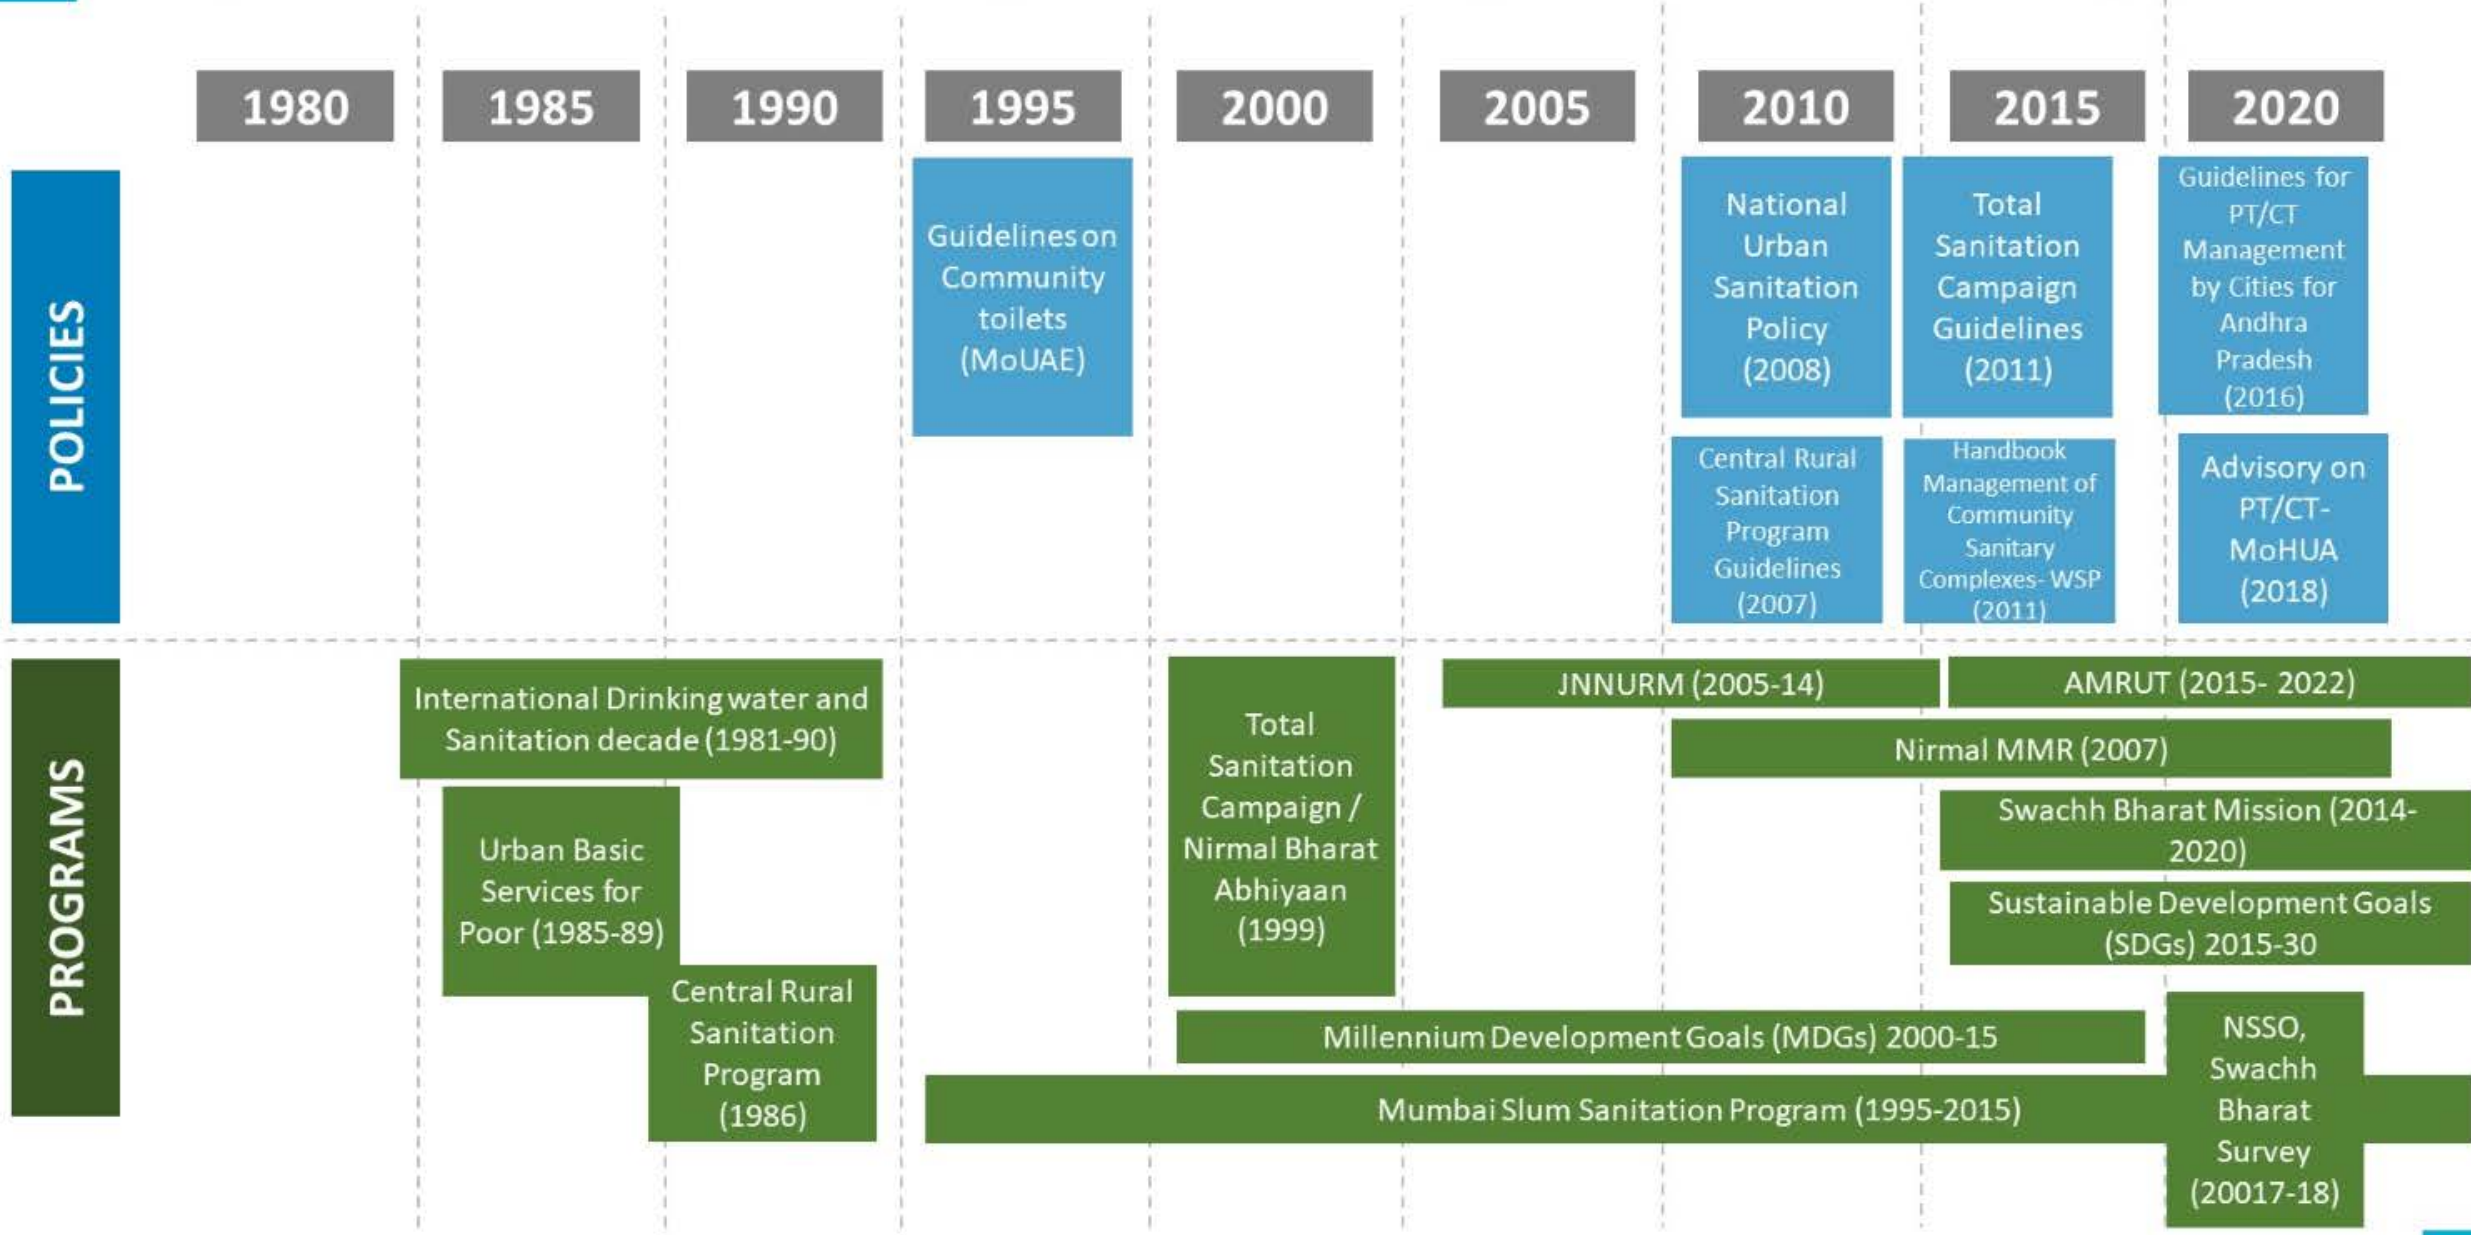 1980
1985
1990
1995
2000
2005
2010
2015
2020
POLICIES
Guidelines on
Community
toilets
(MoUAE)
National
Urban
Sanitation
Policy
(2008)
Total
Sanitation
Campaign
Guidelines
(2011)
Guidelines for
PT/CT
Management
by Cities for
Andhra
Pradesh
(2016)
Central Rural
Sanitation
Program
Guidelines
(2007)
Handbook
Management of
Community
Sanitary
Complexes- WSP
(2011)
Advisory on
PT/CT-
MoHUA
(2018)
PROGRAMS
International Drinking water and
Sanitation decade (1981-90)
Urban Basic
Services for
Poor (1985-89)
Central Rural
Sanitation
Program
(1986)
Total
Sanitation
Campaign /
Nirmal Bharat
Abhiyaan
(1999)
JNNURM (2005-14)
AMRUT (2015- 2022)
Nirmal MMR (2007)
Swachh Bharat Mission (2014-
2020)
Sustainable Development Goals
(SDGs) 2015-30
Millennium Development Goals (MDGs) 2000-15
Mumbai Slum Sanitation Program (1995-2015)
NSSO,
Swachh
Bharat
Survey
(20017-18)